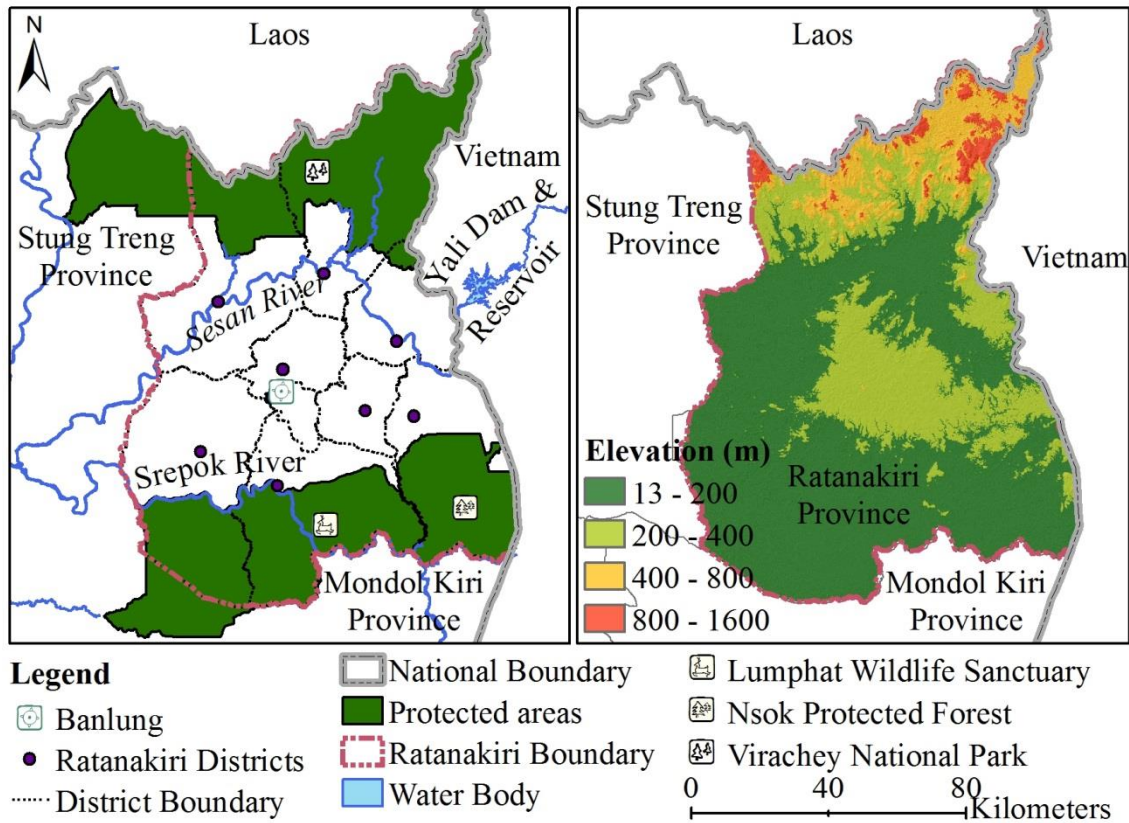 N
Laos
Vietnam
Yali Dam &
Reservoir
Stung Treng
Province
Sesan River
Srepok River
Mondol Kiri
Province
Laos
Stung Treng
Province
Vietnam
Elevation (m)
13 - 200
200 - 400
400 - 800
800 - 1600
Ratanakiri
Province
Mondol Kiri
Province
Legend
Banlung
Ratanakiri Districts
District Boundary
National Boundary
Protected areas
Ratanakiri Boundary
Water Body
Lumphat Wildlife Sanctuary
Nsok Protected Forest
Virachey National Park
0 40 80
Kilometers